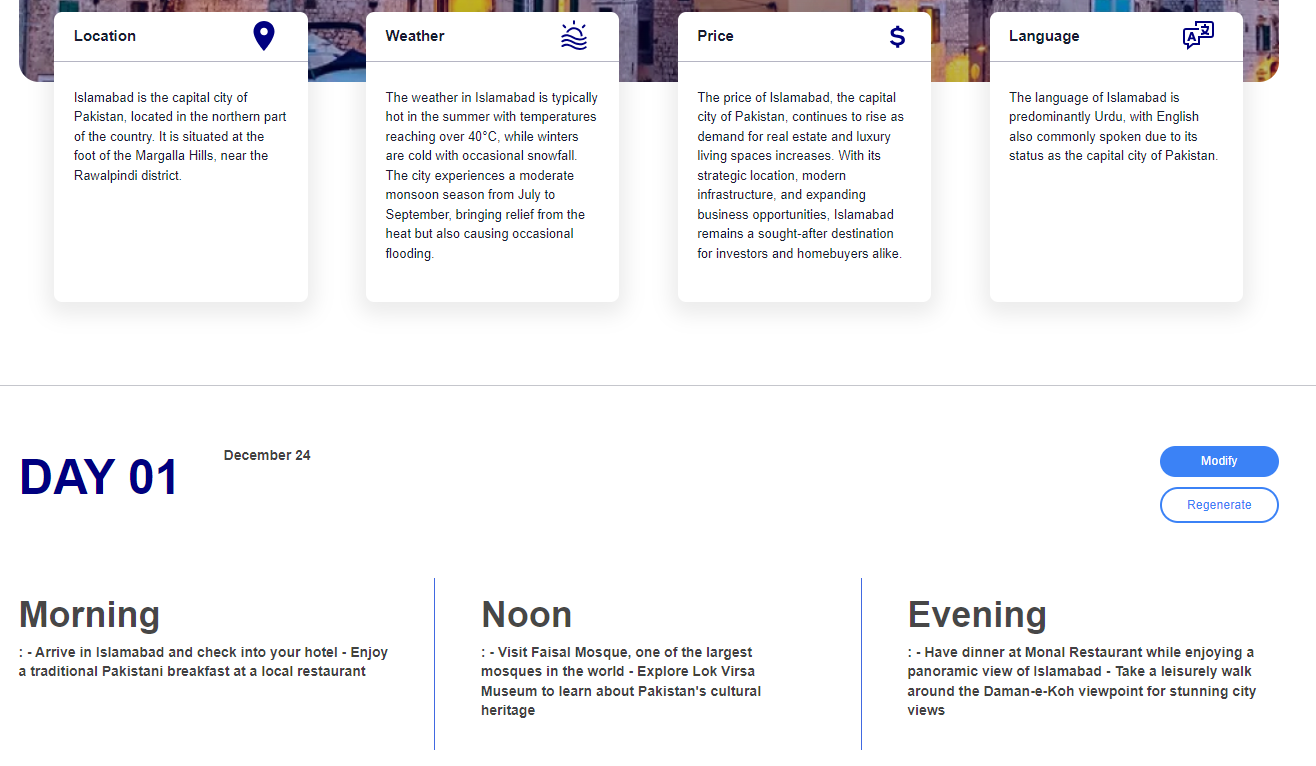 Location
Islamabad is the capital city of
Pakistan, located in the northern part
of the country. It is situated at the
foot of the Margalla Hills, near the
Rawalpindi district.
Weather
The weather in Islamabad is typically
hot in the summer with temperatures
reaching over 40°C, while winters
are cold with occasional snowfall.
The city experiences a moderate
monsoon season from July to
September, bringing relief from the
heat but also causing occasional
flooding.
Price
$
The price of Islamabad, the capital
city of Pakistan, continues to rise as
demand for real estate and luxury
living spaces increases. With its
strategic location, modern
infrastructure, and expanding
business opportunities, Islamabad
remains a sought-after destination
for investors and homebuyers alike.
Language
The language of Islamabad is
predominantly Urdu, with English
also commonly spoken due to its
status as the capital city of Pakistan.
DAY 01
December 24
Modify
Regenerate
Morning
: - Arrive in Islamabad and check into your hotel - Enjoy
a traditional Pakistani breakfast at a local restaurant
Noon
: - Visit Faisal Mosque, one of the largest
mosques in the world - Explore Lok Virsa
Museum to learn about Pakistan's cultural
heritage
Evening
: - Have dinner at Monal Restaurant while enjoying a
panoramic view of Islamabad - Take a leisurely walk
around the Daman-e-Koh viewpoint for stunning city
views